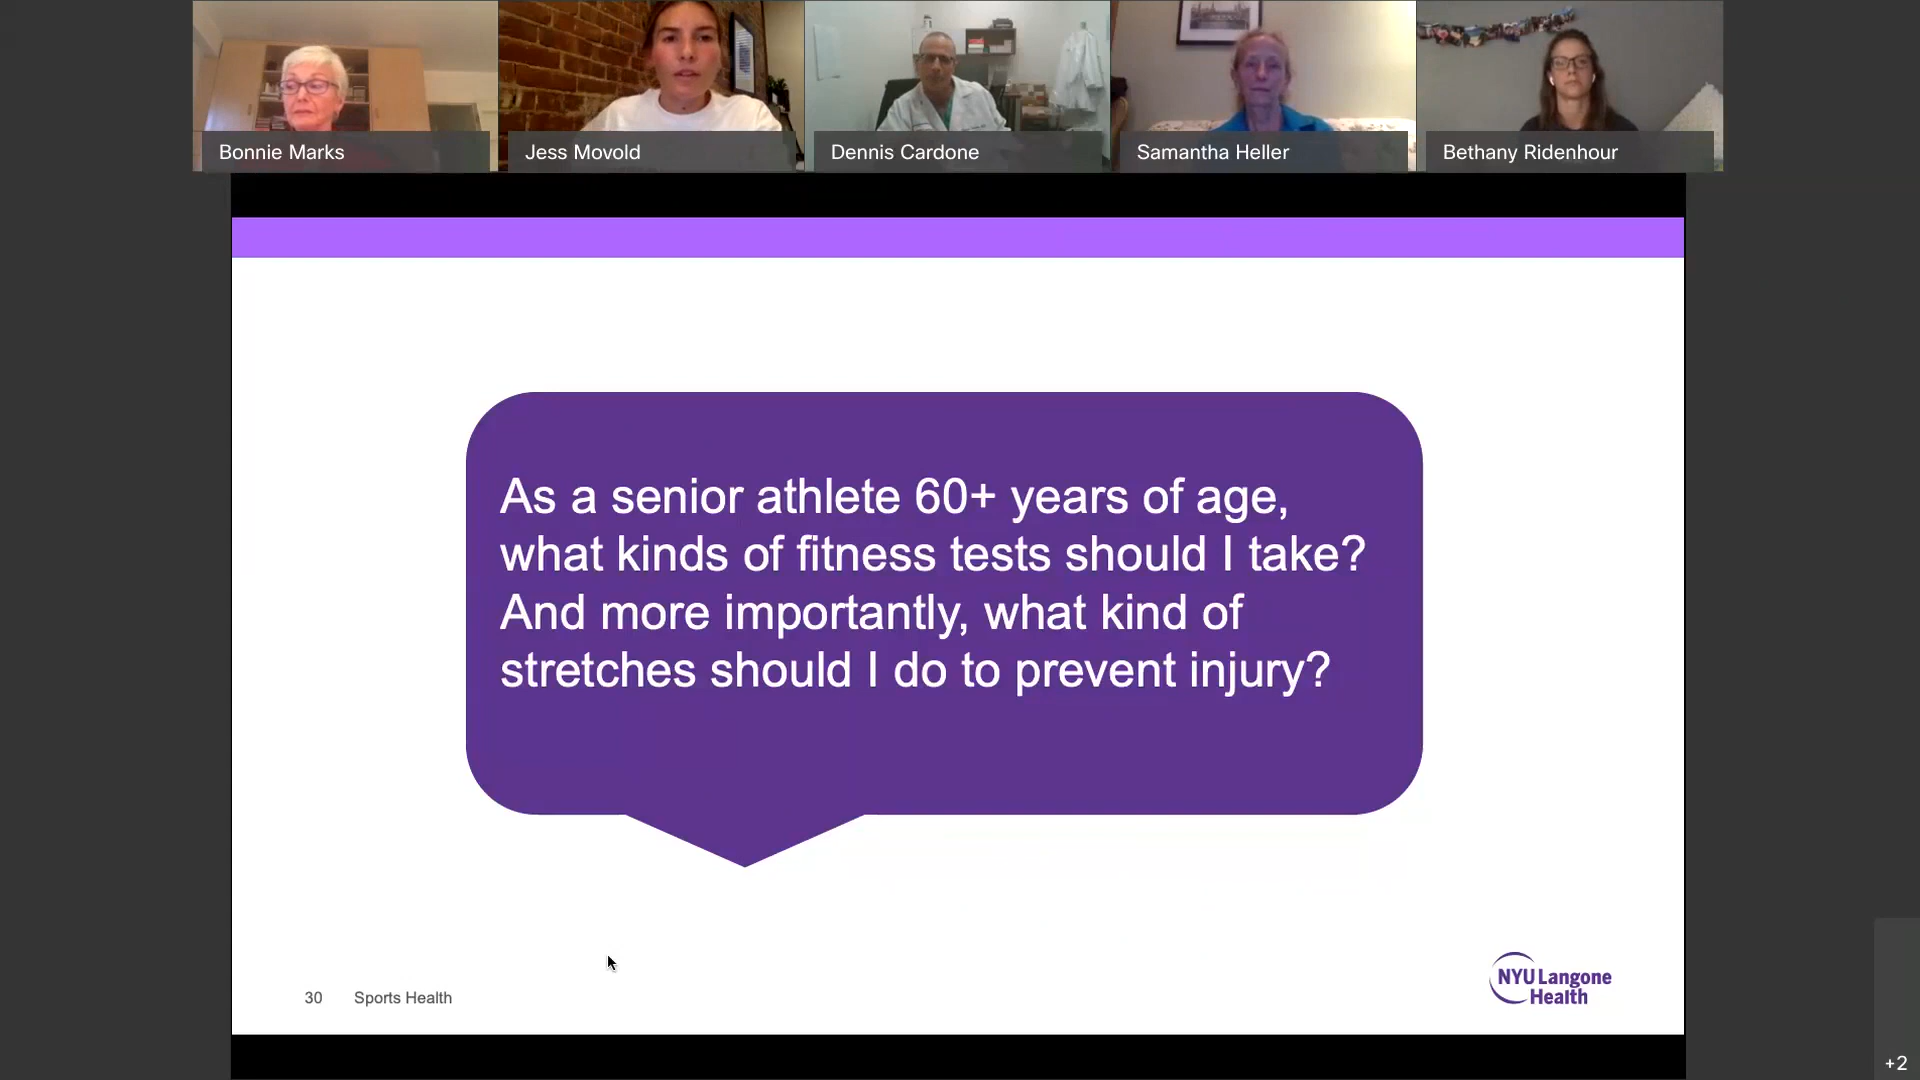 Bonnie Marks
Jess Movold
Dennis Cardone
Samantha Heller
Bethany Ridenhour
As a senior athlete 60+ years of age,
what kinds of fitness tests should I take?
And more importantly, what kind of
stretches should I do to prevent injury?
30 Sports Health
NYU Langone
Health
+2